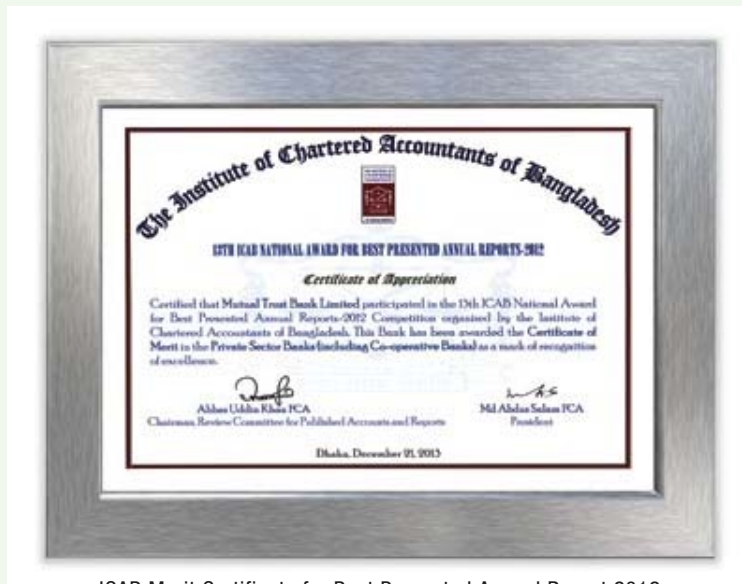 The Institute of Chartered Accountants of Bangladesh
13TH ICAB NATIONAL AWARD FOR BEST PRESENTED ANNUAL REPORTS-2012
Certificate of Appreciation
Certified that Mutual Trust Bank Limited participated in the 13th ICAB National Award
for Best Presented Annual Reports-2012 Competition organized by the Institute of
Chartered Accountants of Bangladesh. This Bank has been awarded the Certificate of
Merit in the Private Sector Banks(including Co-operative Banks) as a mark of recognition
of excellence.
Abbas Uddin Khan FCA
Chairman, Review Committee for Published Accounts and Reports
Md Abdus Salam FCA
President
Dhaka, December 21, 2013
ICAB Merit Certificate for Best Presented Annual Report 2012